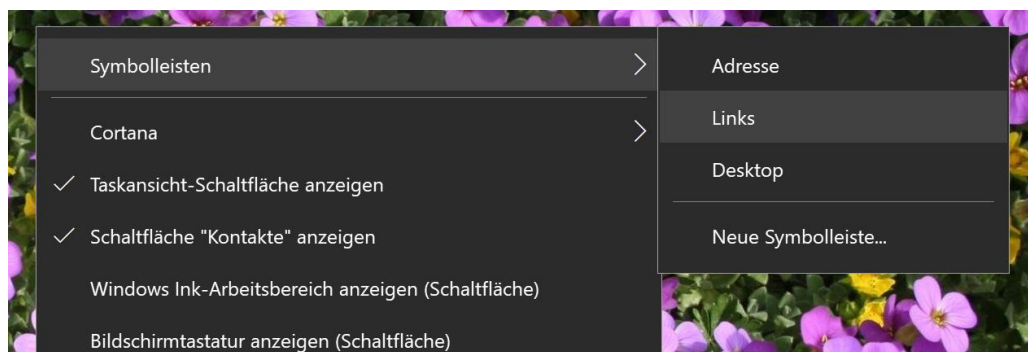 Symbolleisten
Cortana
Taskansicht-Schaltfläche anzeigen
Schaltfläche "Kontakte" anzeigen
Windows Ink-Arbeitsbereich anzeigen (Schaltfläche)
Bildschirmtastatur anzeigen (Schaltfläche)
Adresse
Links
Desktop
Neue Symbolleiste...